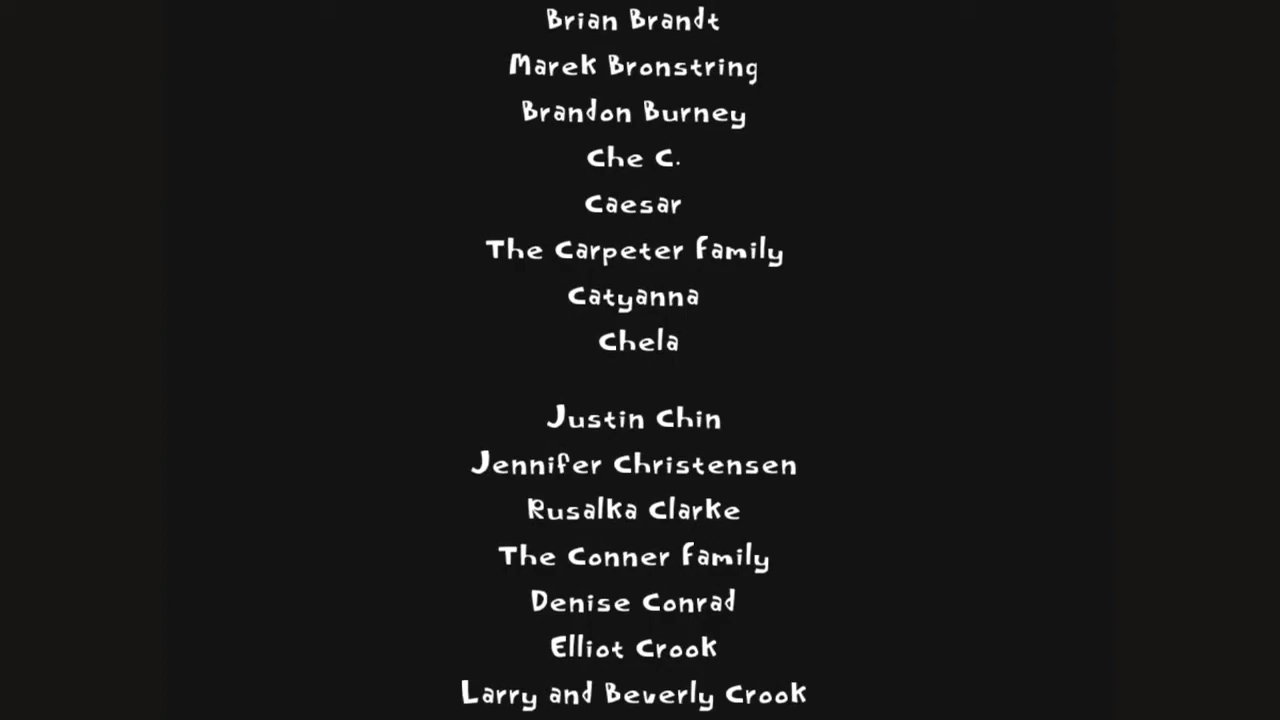 Brian Brandt
Marek Bronstring
Brandon Burney
Che C.
Caesar
The Carpeter Family
Catyanna
Chela
Justin Chin
Jennifer Christensen
Rusalka Clarke
The Conner Family
Denise Conrad
Elliot Crook
Larry and Beverly Crook